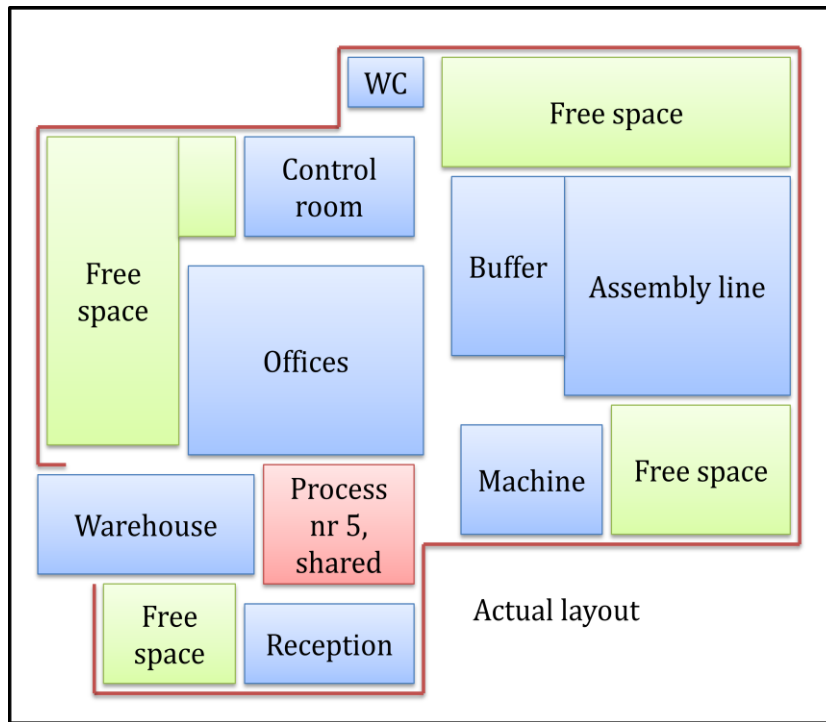 WC
Free space
Control
room
Free
space
Buffer
Assembly line
Offices
Machine
Free space
Warehouse
Process
nr 5,
shared
Free
space
Reception
Actual layout